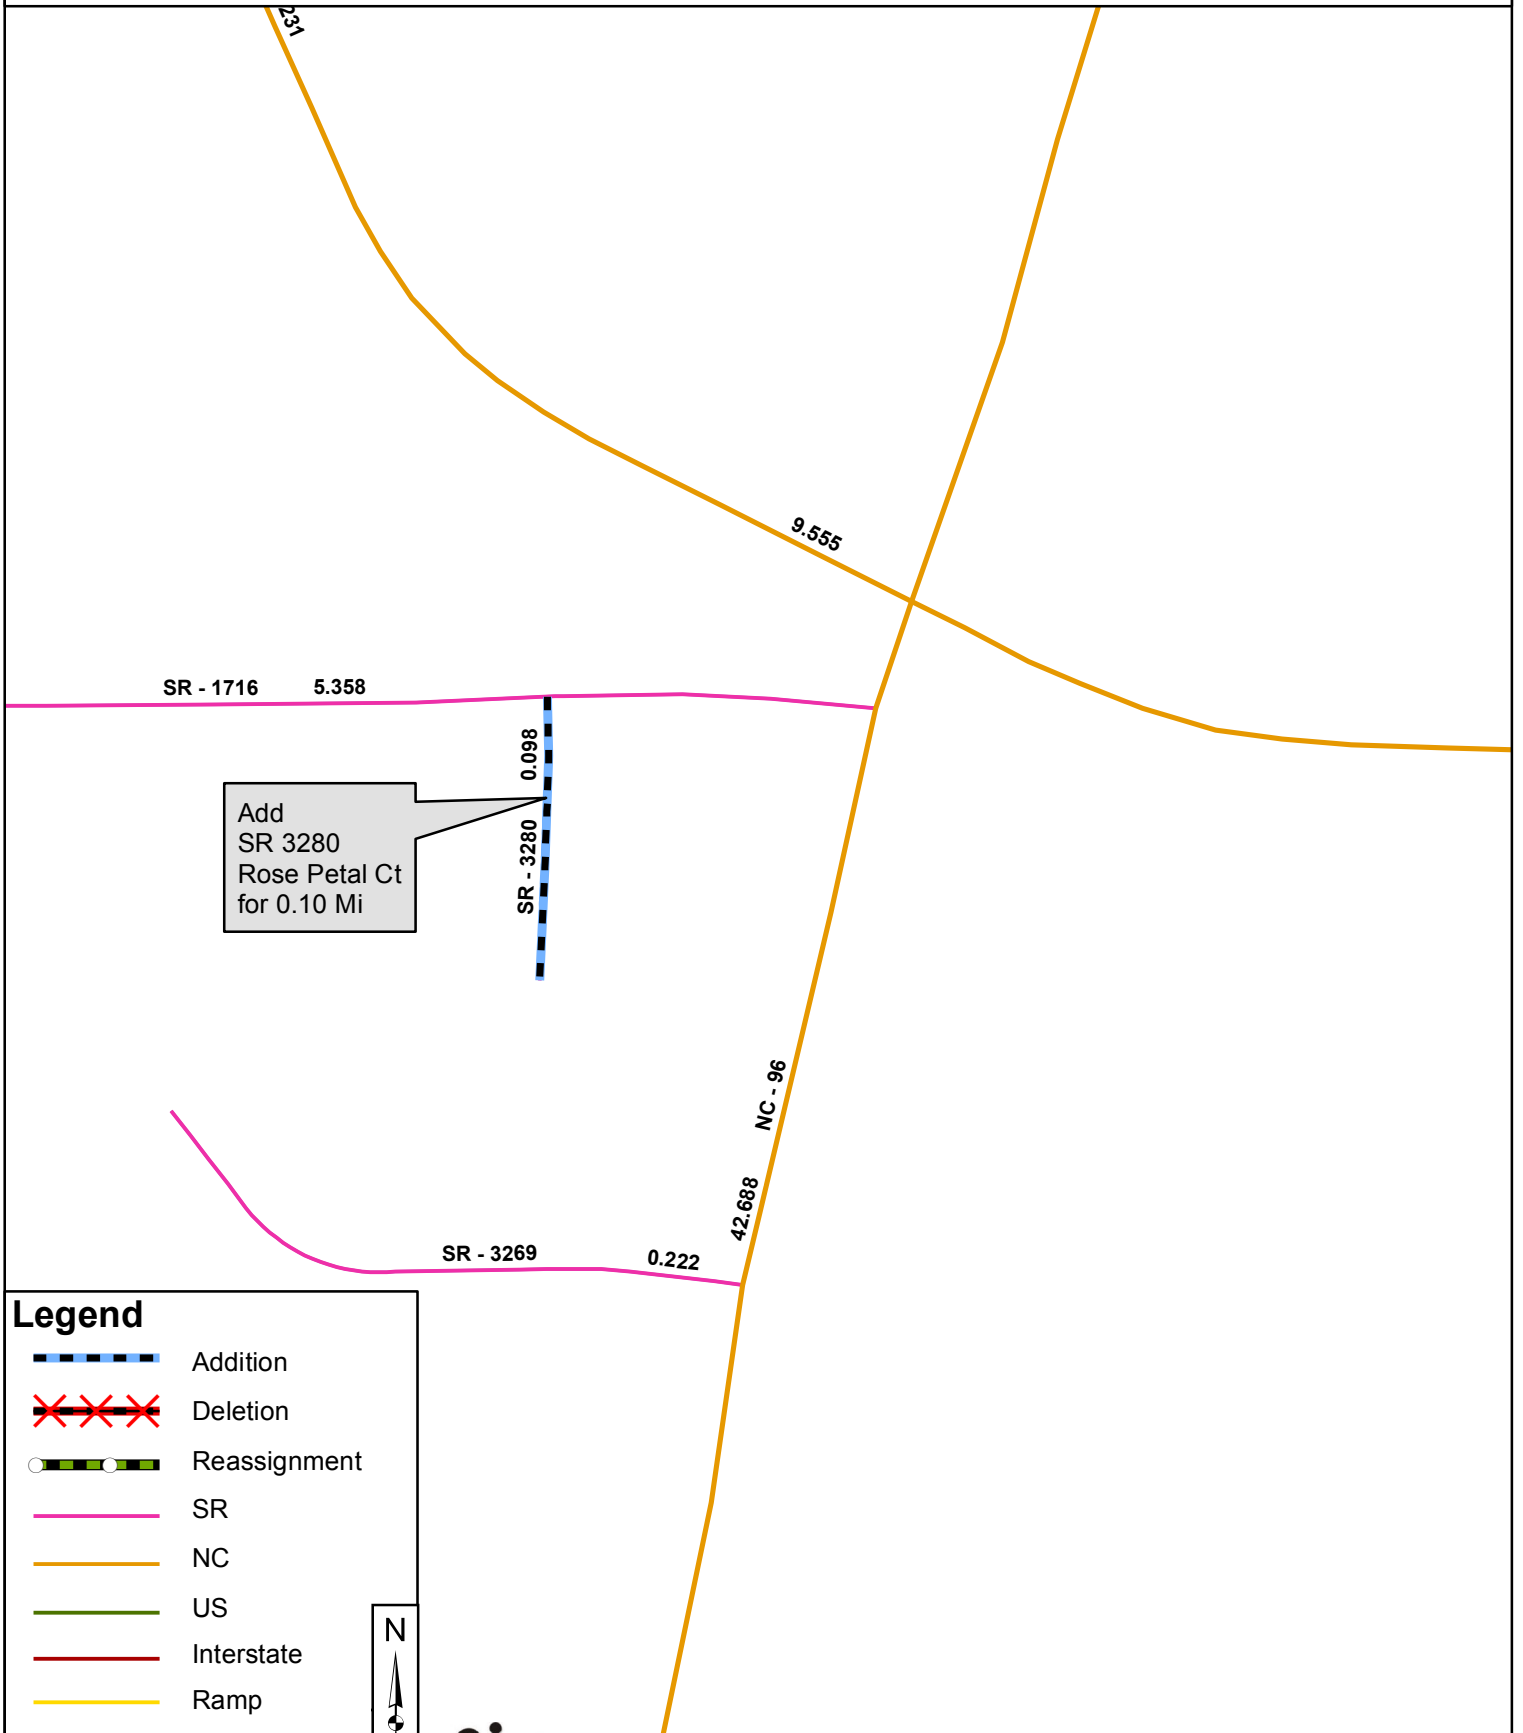 231
9.555
SR - 1716 5.358
0.098
SR - 3280
Add
SR 3280
Rose Petal Ct
for 0.10 Mi
NC - 96
42.688
SR - 3269 0.222
Legend
Addition
Deletion
Reassignment
SR
NC
US
Interstate
Ramp
N